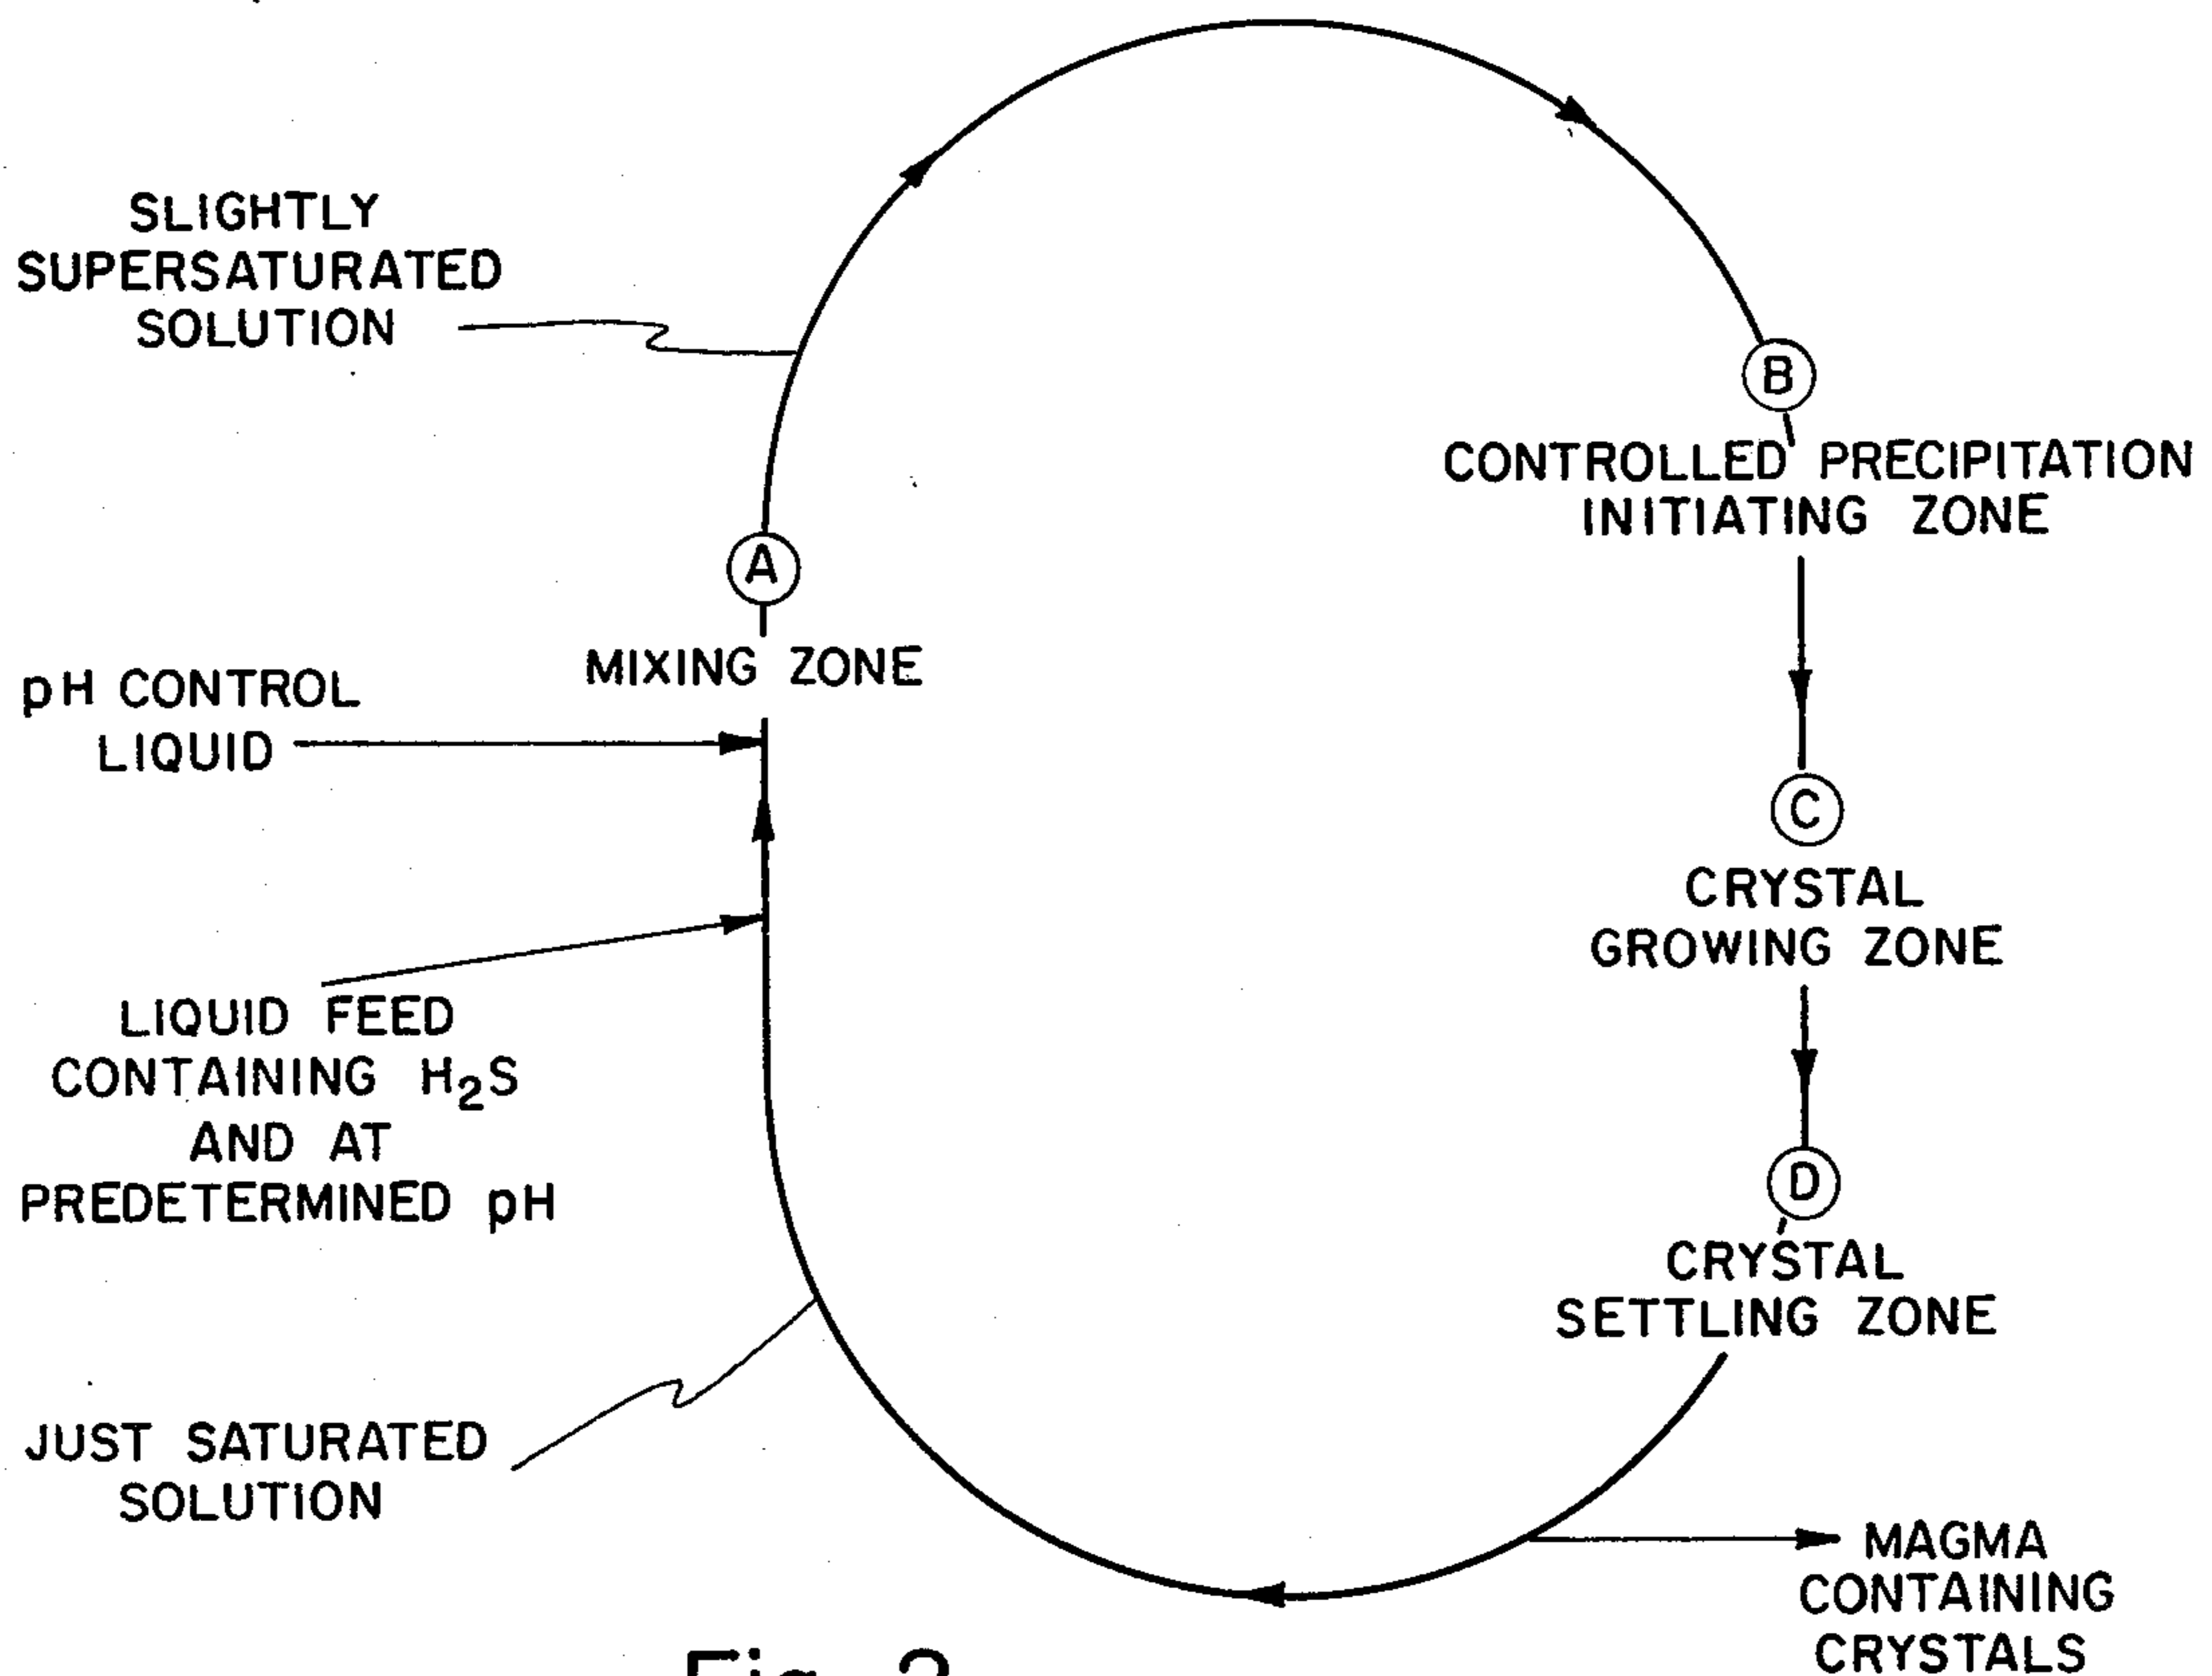 SLIGHTLY
SUPERSATURATED
SOLUTION
B
CONTROLLED PRECIPITATION
INITIATING ZONE
A
MIXING ZONE
pH CONTROL
LIQUID
C
CRYSTAL
GROWING ZONE
LIQUID FEED
CONTAINING H₂S
AND AT
PREDETERMINED pH
D
CRYSTAL
SETTLING ZONE
JUST SATURATED
SOLUTION
MAGMA
CONTAINING
CRYSTALS